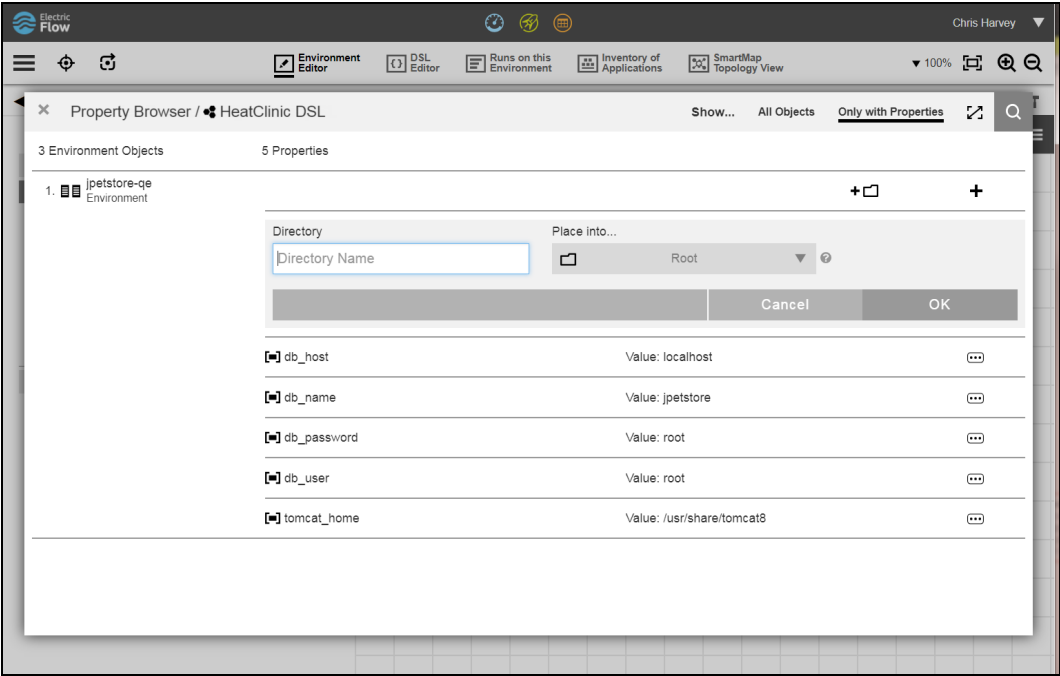 Electric
Flow
Chris Harvey
Environment
Editor
DSL
Editor
Runs on this
Environment
Inventory of
Applications
SmartMap
Topology View
100%
Property Browser / HeatClinic DSL
Show... All Objects Only with Properties
3 Environment Objects 5 Properties
1. jpetstore-qe
Environment
Directory Place into...
Directory Name Root
Cancel OK
db_host Value: localhost
db_name Value: jpetstore
db_password Value: root
db_user Value: root
tomcat_home Value: /usr/share/tomcat8